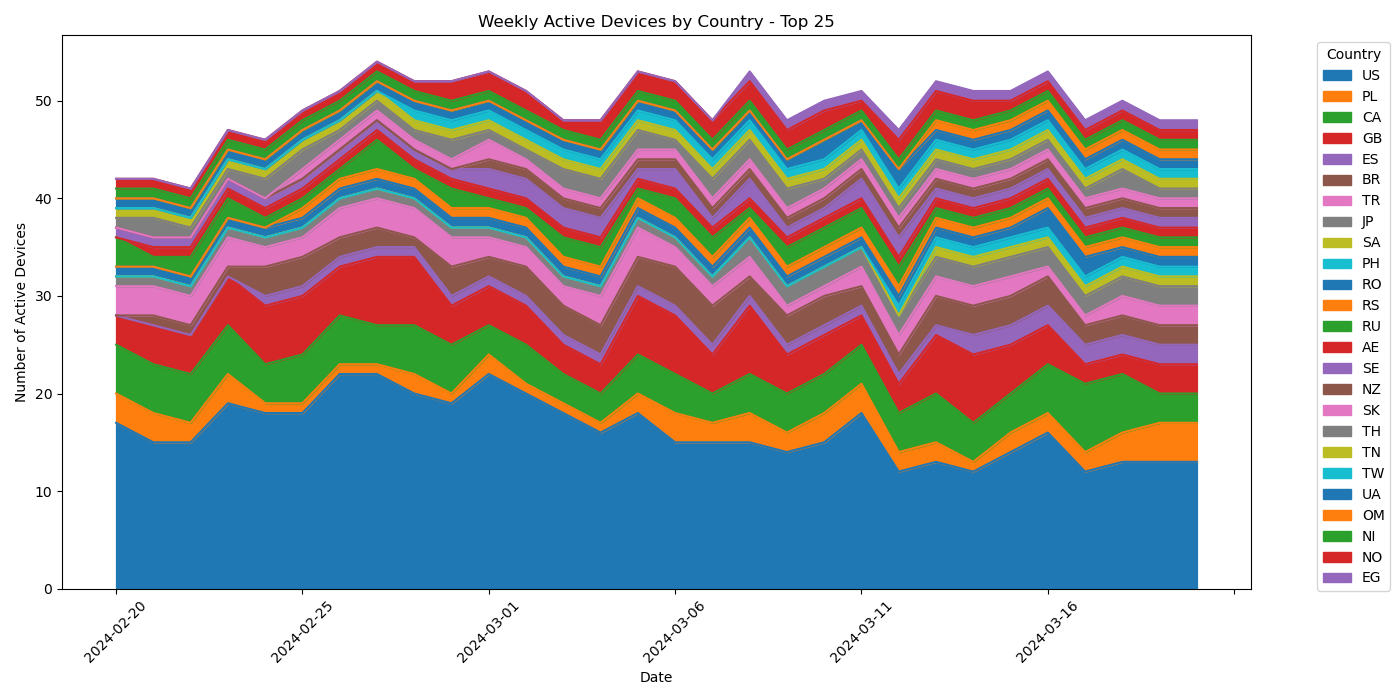 Weekly Active Devices by Country - Top 25
Number of Active Devices
50
40
30
20
10
0
2024-02-20
2024-02-25
2024-03-01
2024-03-06
2024-03-11
2024-03-16
Date
Country
US
PL
CA
GB
ES
BR
TR
JP
SA
PH
RO
RS
RU
AE
SE
NZ
SK
TH
TN
TW
UA
OM
NI
NO
EG